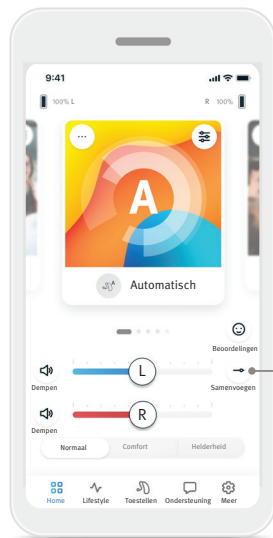 9:41
100% L
R 100%
A
Automatisch
Beoordelingen
L
Dempen
Samenvoegen
R
Dempen
Normaal
Comfort
Helderheid
Home
Lifestyle
Toestellen
Ondersteuning
Meer